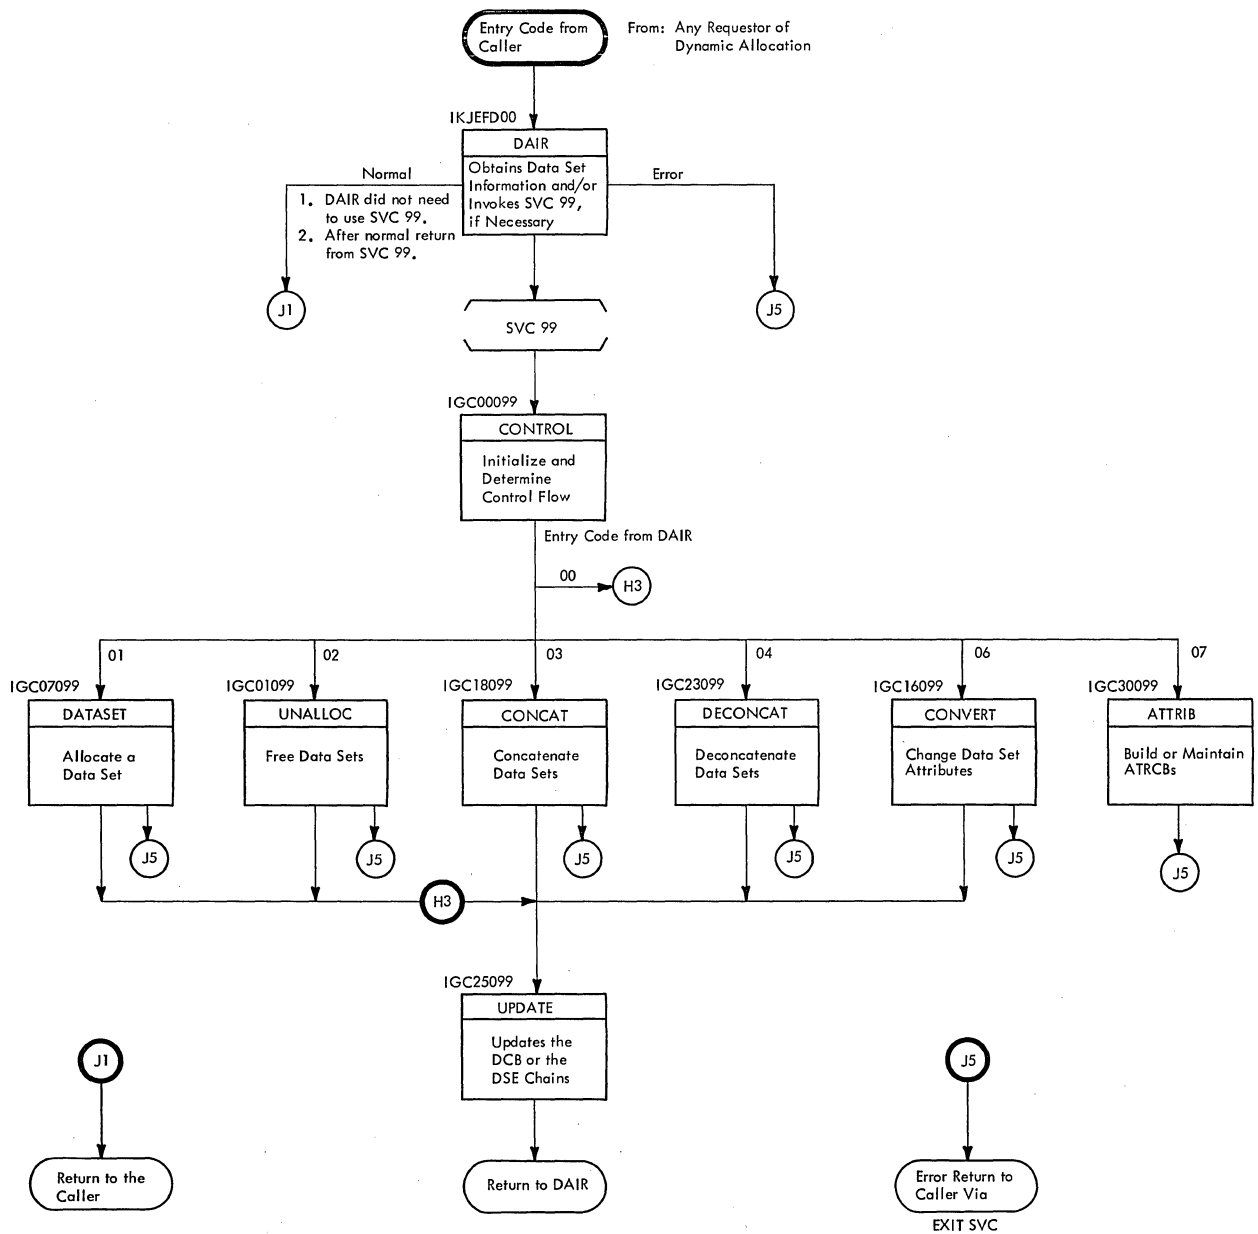 Entry Code from
Caller
From: Any Requestor of
Dynamic Allocation
IKJEFD00
DAIR
Obtains Data Set
Information and/or
Invokes SVC 99,
if Necessary
Normal
1. DAIR did not need
to use SVC 99.
2. After normal return
from SVC 99.
Error
J1
J5
SVC 99
IGC00099
CONTROL
Initialize and
Determine
Control Flow
Entry Code from DAIR
00
H3
01
02
03
04
06
07
IGC07099
DATASET
Allocate a
Data Set
IGC01099
UNALLOC
Free Data Sets
IGC18099
CONCAT
Concatenate
Data Sets
IGC23099
DECONCAT
Deconcatenate
Data Sets
IGC16099
CONVERT
Change Data Set
Attributes
IGC30099
ATTRIB
Build or Maintain
ATRCBs
J5
J5
J5
J5
J5
J5
H3
IGC25099
UPDATE
Updates the
DCB or the
DSE Chains
J1
J5
Return to the
Caller
Return to DAIR
Error Return to
Caller Via
EXIT SVC